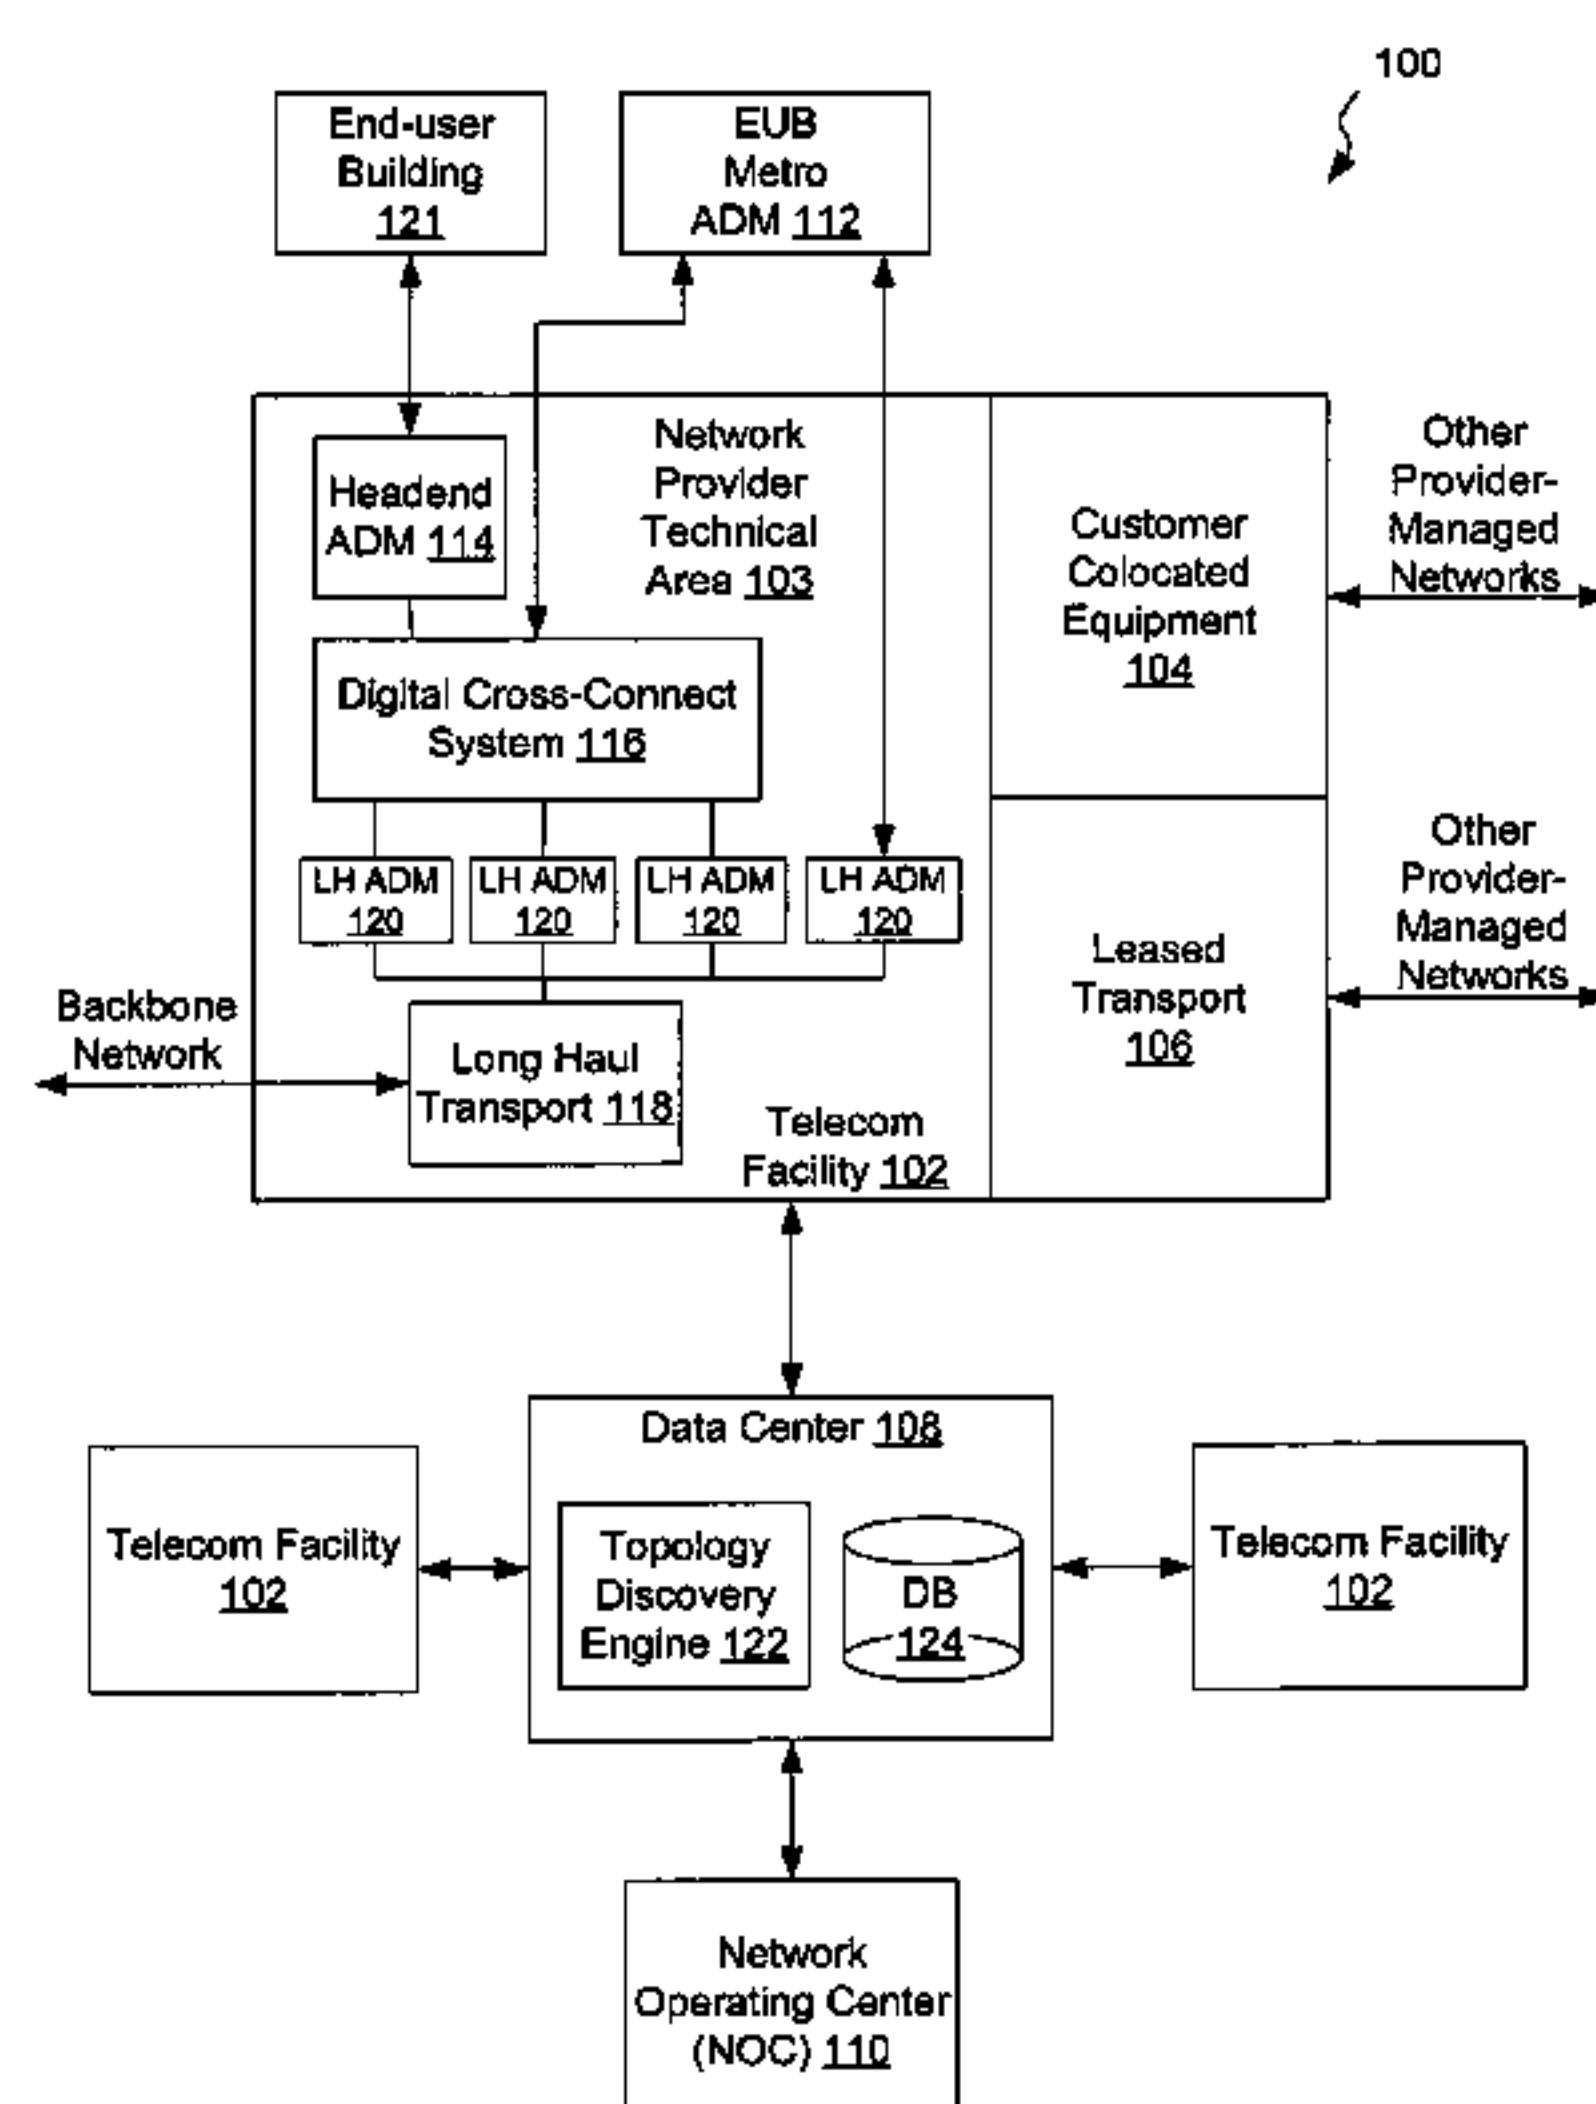 100
End-user
Building
121
EUB
Metro
ADM 112
Network
Provider
Technical
Area 103
Headend
ADM 114
Customer
Colocated
Equipment
104
Other
Provider-
Managed
Networks
Digital Cross-Connect
System 116
LH ADM
120
LH ADM
120
LH ADM
120
LH ADM
120
Leased
Transport
106
Other
Provider-
Managed
Networks
Backbone
Network
Long Haul
Transport 118
Telecom
Facility 102
Data Center 108
Telecom Facility
102
Topology
Discovery
Engine 122
DB
124
Telecom Facility
102
Network
Operating Center
(NOC) 110